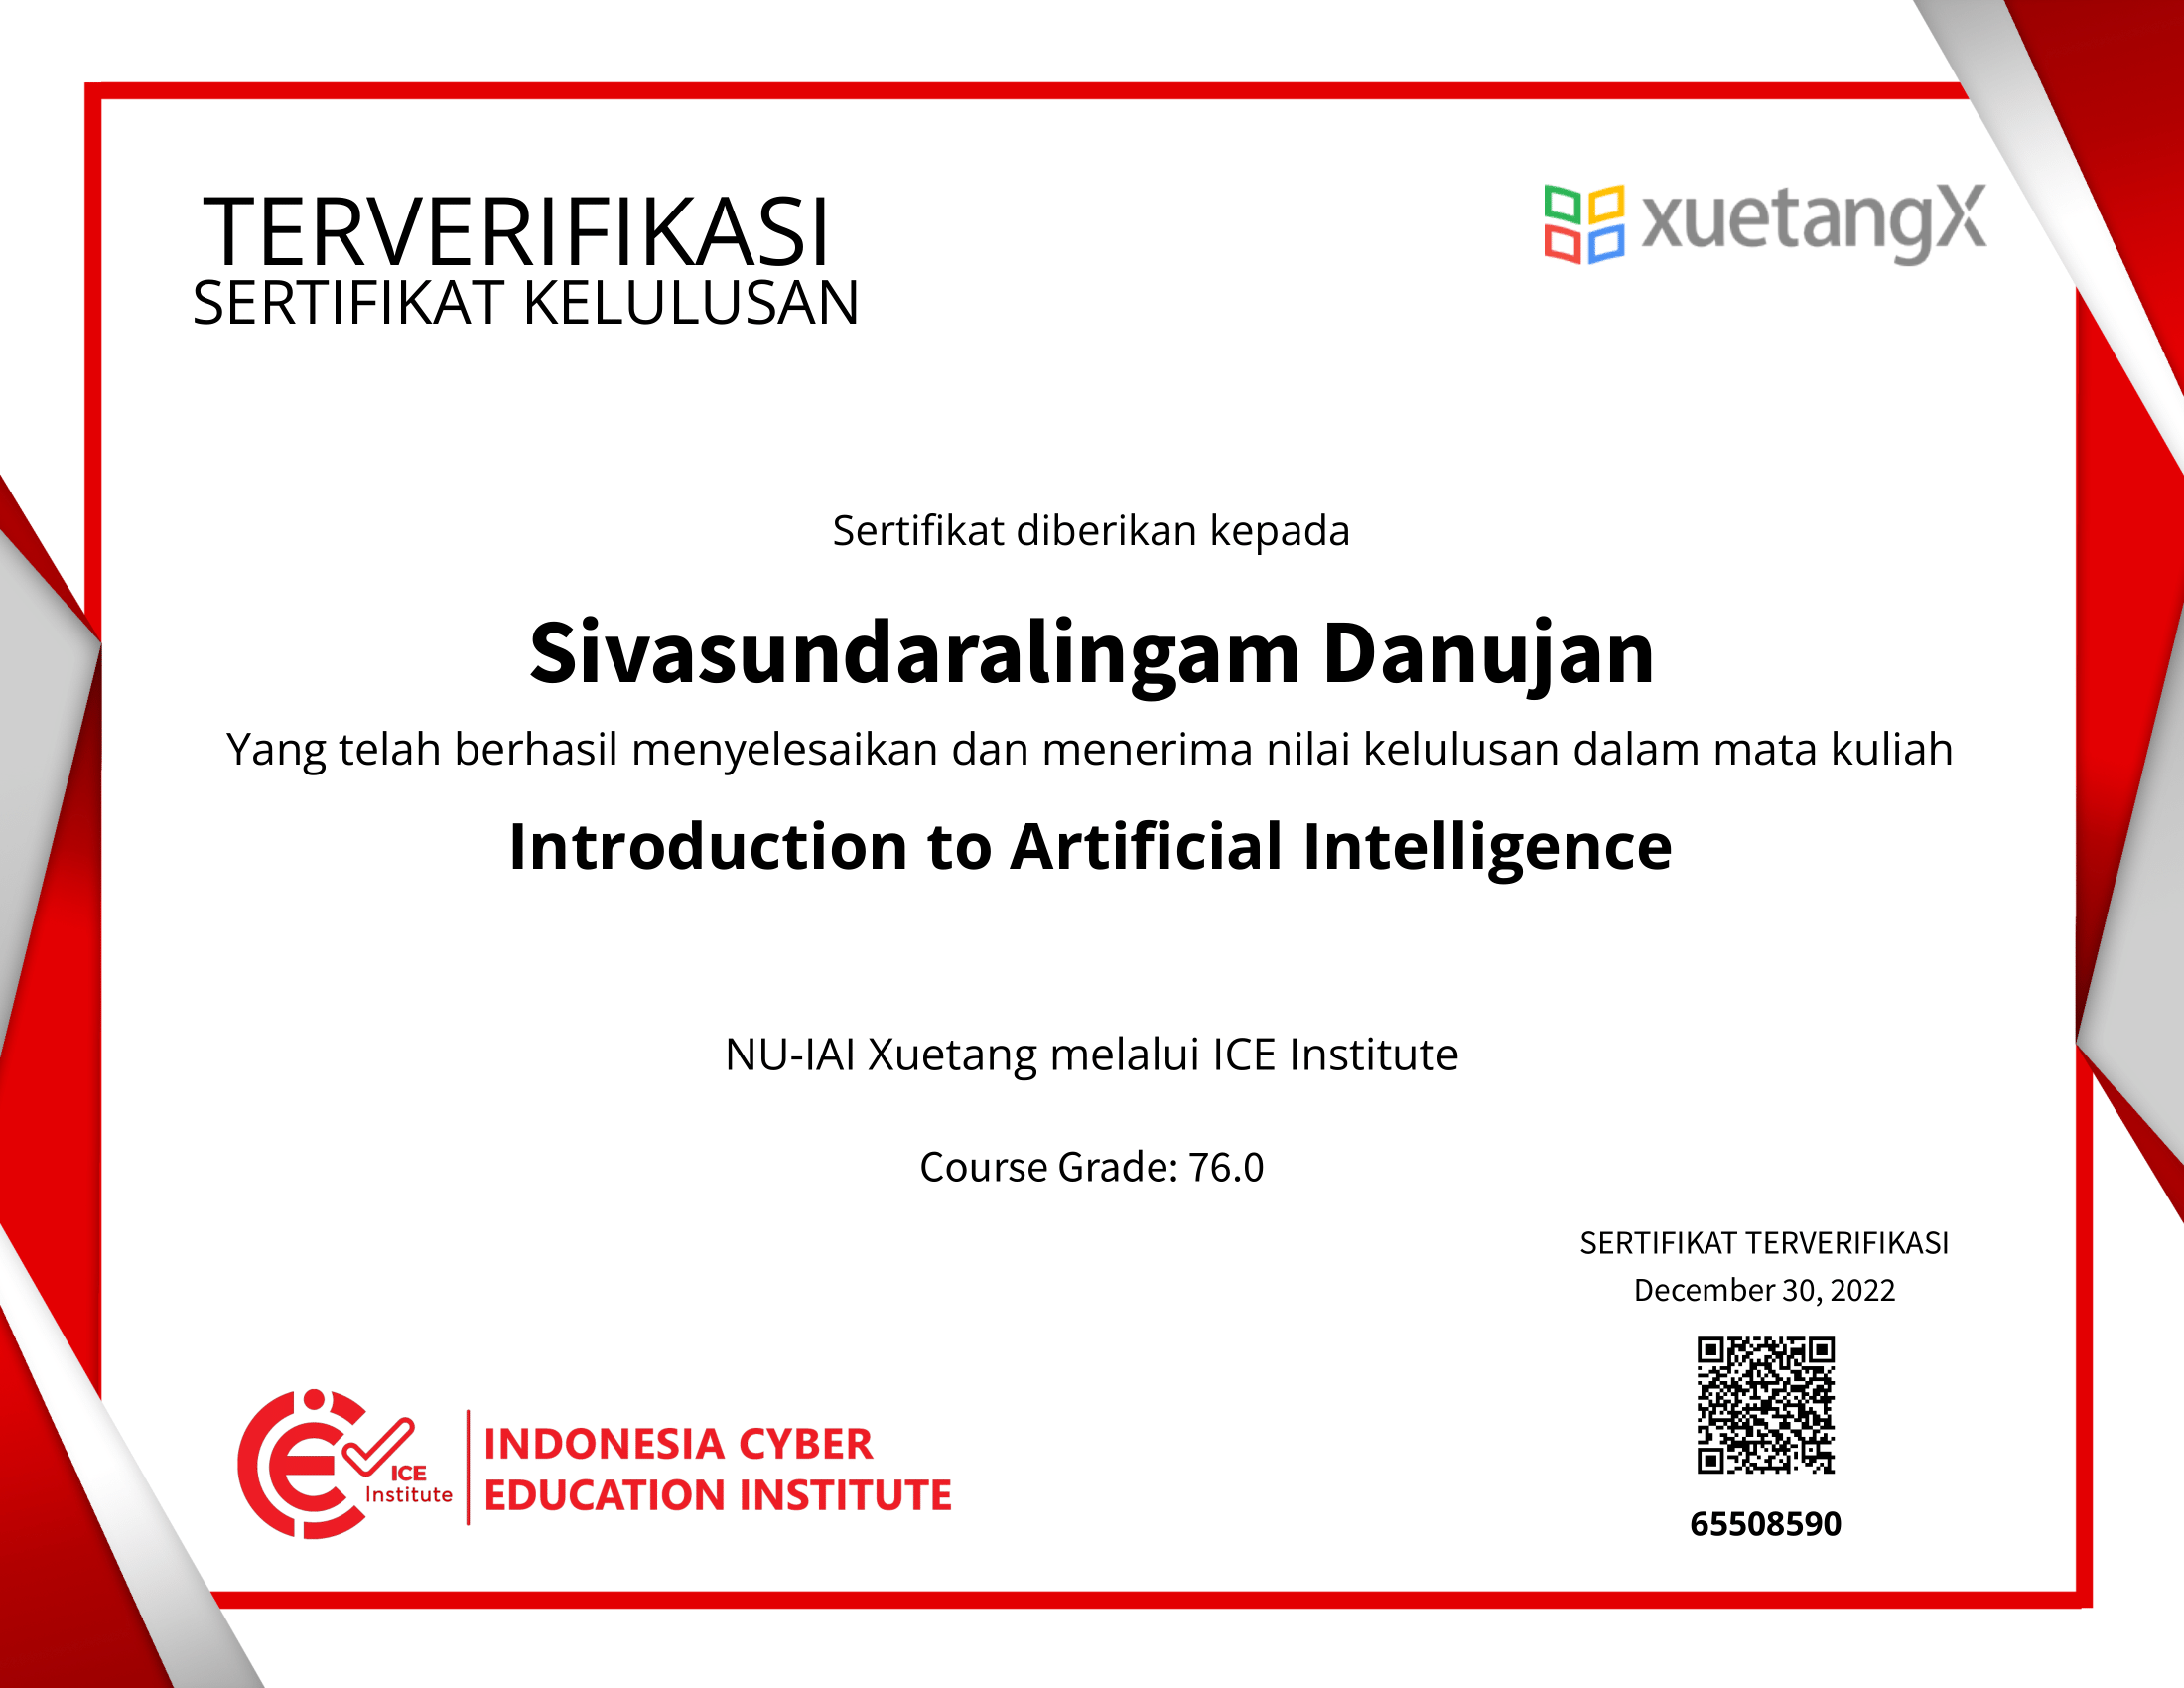 TERVERIFIKASI
SERTIFIKAT KELULUSAN
xuetangX
Sertifikat diberikan kepada
Sivasundaralingam Danujan
Yang telah berhasil menyelesaikan dan menerima nilai kelulusan dalam mata kuliah
Introduction to Artificial Intelligence
NU-IAI Xuetang melalui ICE Institute
Course Grade: 76.0
SERTIFIKAT TERVERIFIKASI
December 30, 2022
ICE
Institute
INDONESIA CYBER
EDUCATION INSTITUTE
65508590